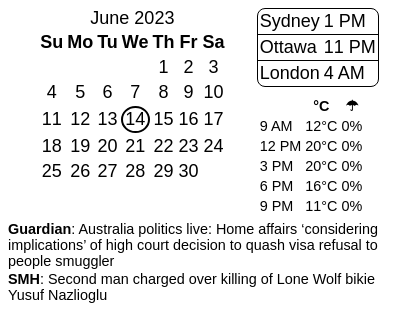 June 2023
Su Mo Tu We Th Fr Sa
1 2 3
4 5 6 7 8 9 10
11 12 13 14 15 16 17
18 19 20 21 22 23 24
25 26 27 28 29 30
Sydney 1 PM
Ottawa 11 PM
London 4 AM
°C ☂
9 AM 12°C 0%
12 PM 20°C 0%
3 PM 20°C 0%
6 PM 16°C 0%
9 PM 11°C 0%
Guardian: Australia politics live: Home affairs ‘considering
implications’ of high court decision to quash visa refusal to
people smuggler
SMH: Second man charged over killing of Lone Wolf bikie
Yusuf Nazlioglu